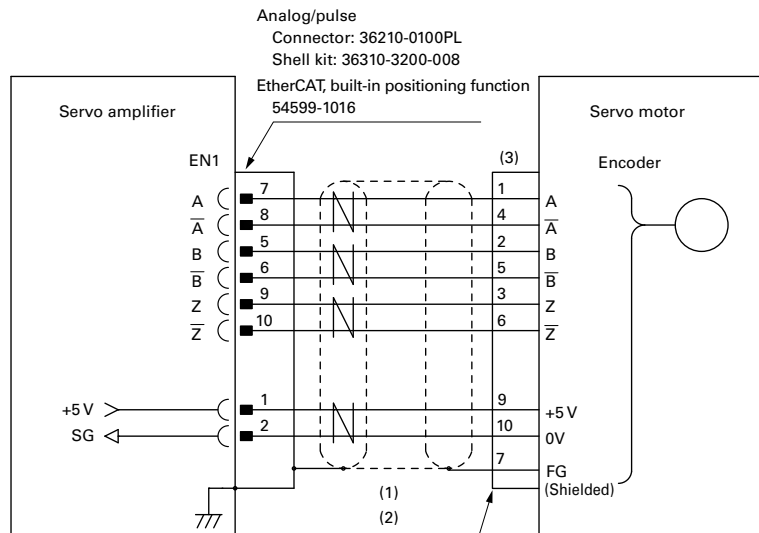 Analog/pulse
Connector: 36210-0100PL
Shell kit: 36310-3200-008
EtherCAT, built-in positioning function
54599-1016
Servo amplifier
Servo motor
EN1
(3)
Encoder
A 7 1 A
A̅ 8 4 A̅
B 5 2 B
B̅ 6 5 B̅
Z 9 3 Z
Z̅ 10 6 Z̅
+5 V 1 9 +5 V
SG 2 10 0V
7 FG
(Shielded)
(1)
(2)